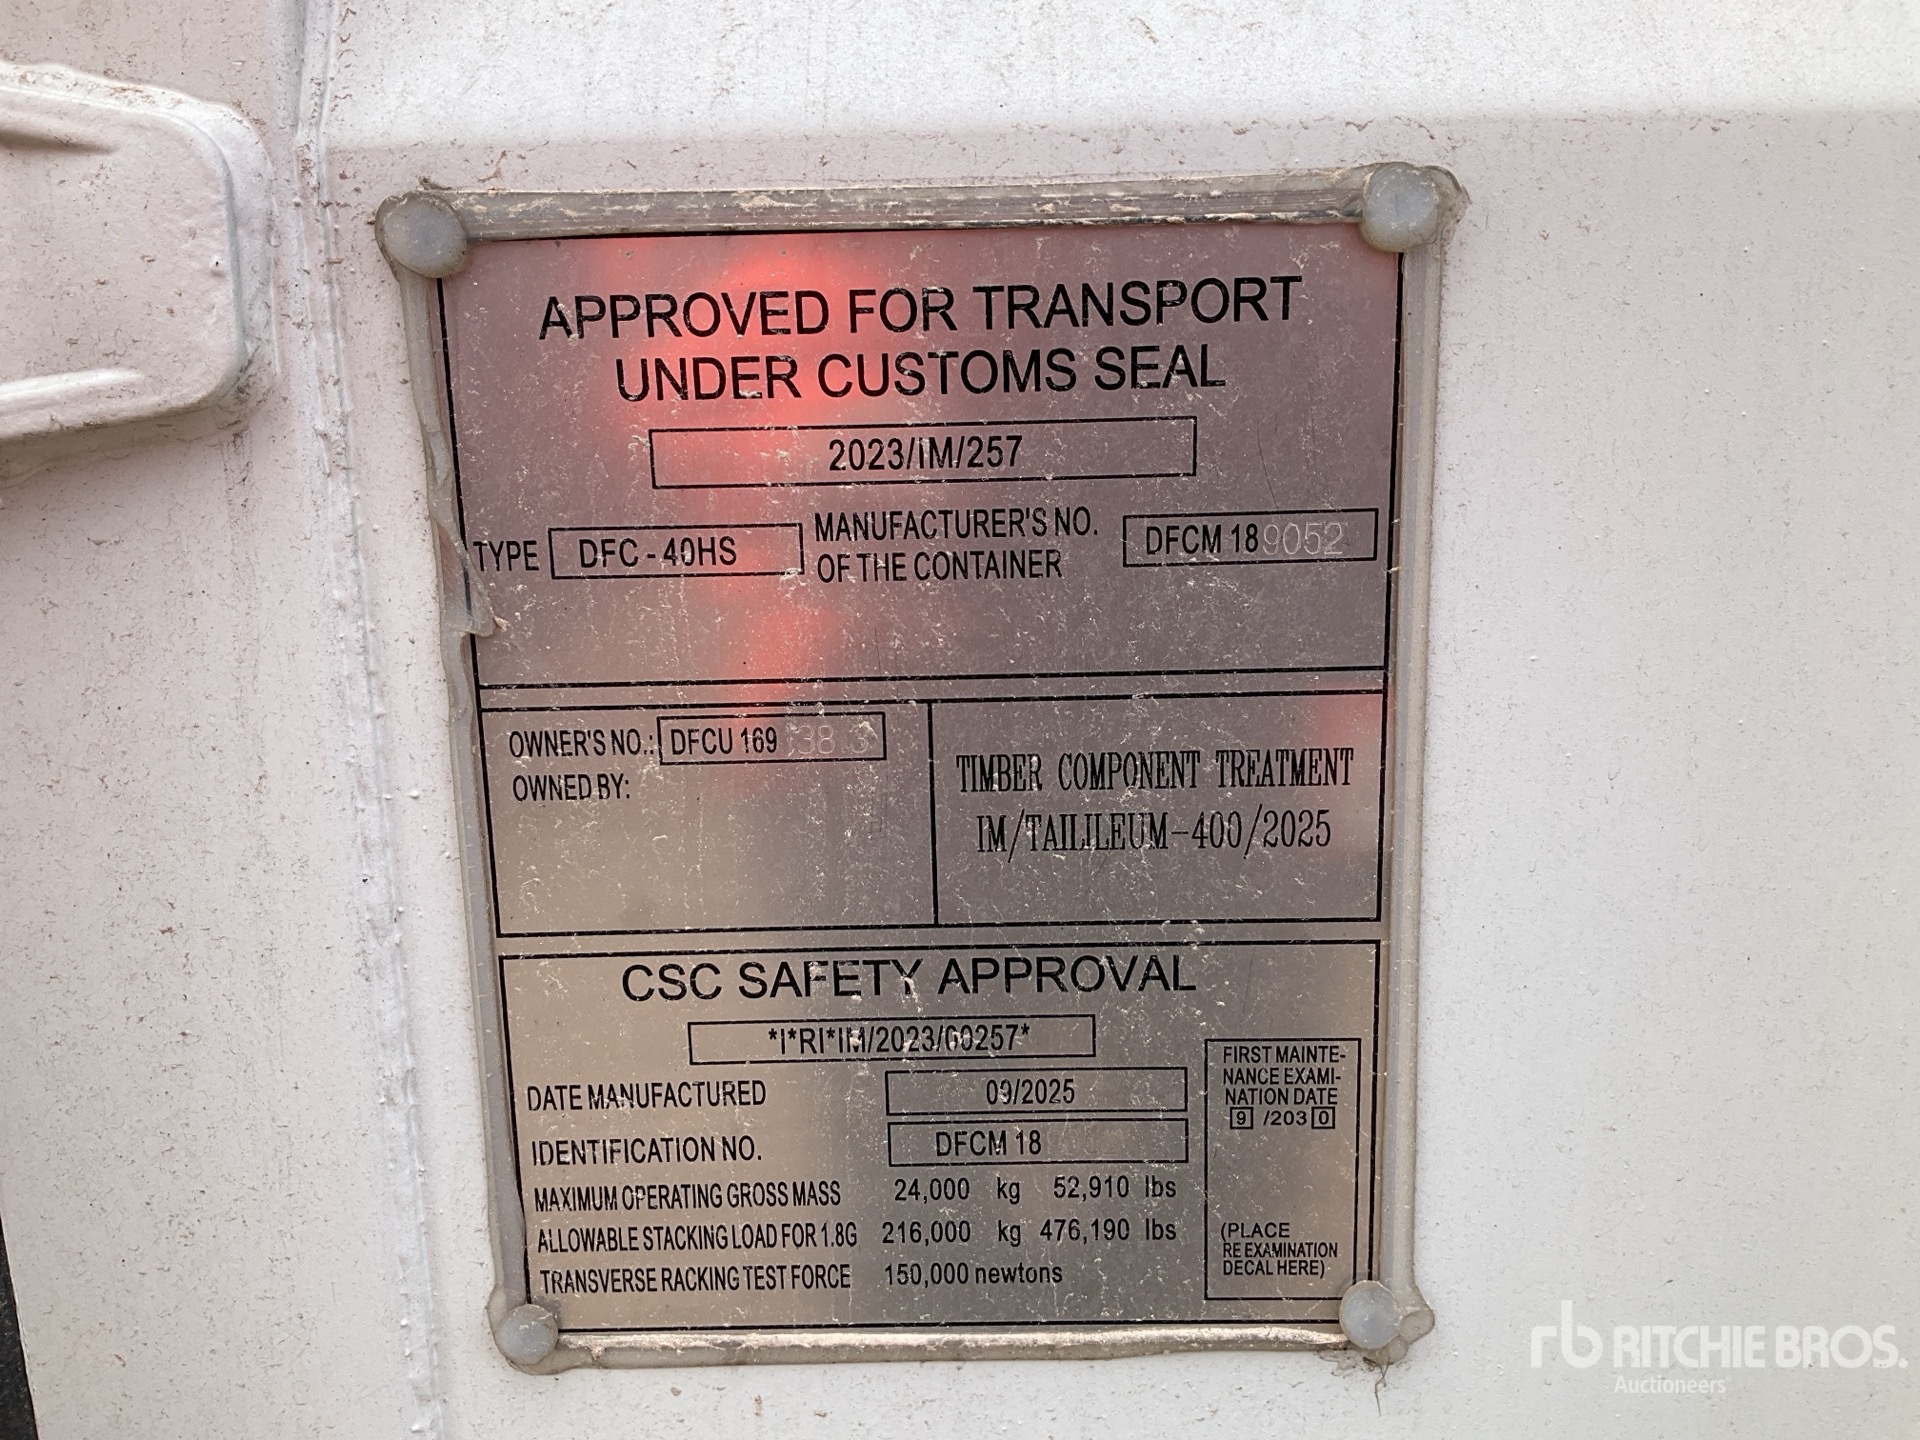 APPROVED FOR TRANSPORT
UNDER CUSTOMS SEAL
2023/IM/257
TYPE DFC-40HS MANUFACTURER'S NO. OF THE CONTAINER DFCM 189052
OWNER'S NO.: DFCU 169
OWNED BY:
TIMBER COMPONENT TREATMENT
IM/TAILILEUM-400/2025
CSC SAFETY APPROVAL
*I*RI*IM/2023/00257*
DATE MANUFACTURED 09/2025
IDENTIFICATION NO. DFCM 18
MAXIMUM OPERATING GROSS MASS 24,000 kg 52,910 lbs
ALLOWABLE STACKING LOAD FOR 1.8G 216,000 kg 476,190 lbs
TRANSVERSE RACKING TEST FORCE 150,000 newtons
FIRST MAINTE-
NANCE EXAMI-
NATION DATE
9 /203 0
(PLACE
RE EXAMINATION
DECAL HERE)
rb RITCHIE BROS.
Auctioneers